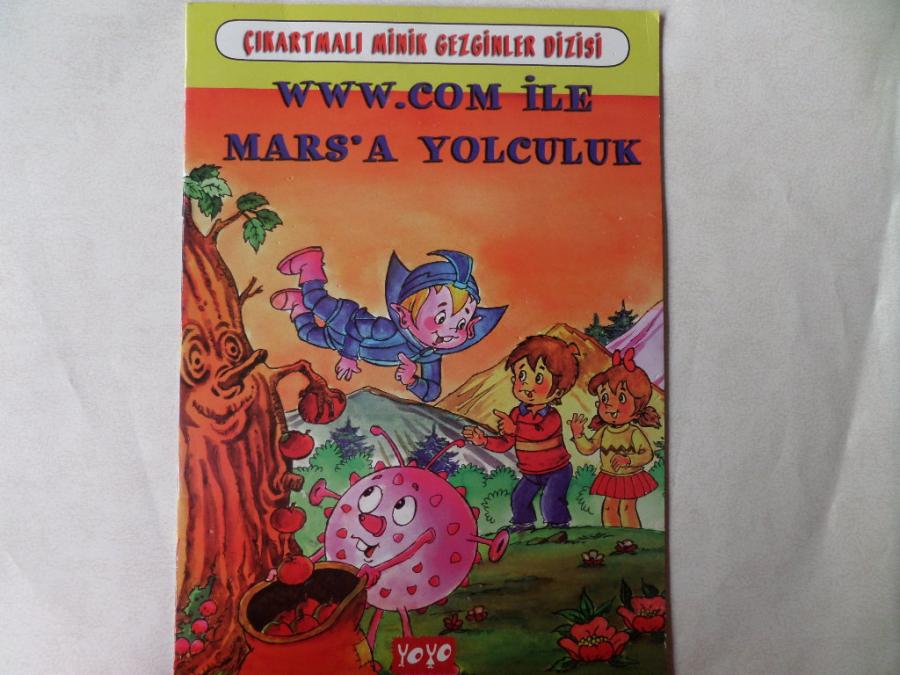 ÇIKARTMALI MİNİK GEZGİNLER DİZİSİ
WWW.COM İLE
MARS'A YOLCULUK
YOYO